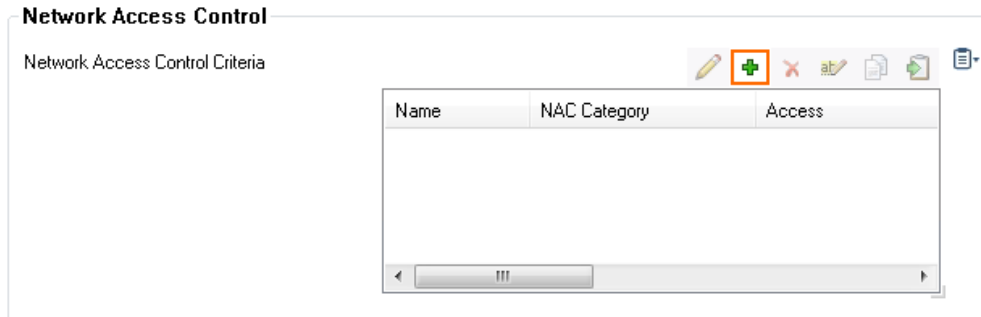 Network Access Control
Network Access Control Criteria
Name NAC Category Access